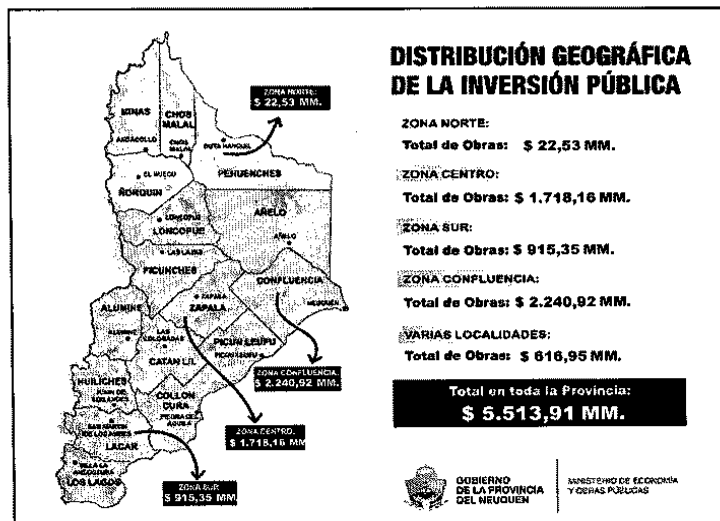 DISTRIBUCIÓN GEOGRÁFICA
DE LA INVERSIÓN PÚBLICA
ZONA NORTE:
Total de Obras: $ 22,53 MM.
ZONA CENTRO:
Total de Obras: $ 1.718,16 MM.
ZONA SUR:
Total de Obras: $ 915,35 MM.
ZONA CONFLUENCIA:
Total de Obras: $ 2.240,92 MM.
VARIAS LOCALIDADES:
Total de Obras: $ 616,95 MM.
Total en toda la Provincia:
$ 5.513,91 MM.
GOBIERNO
DE LA PROVINCIA
DEL NEUQUEN
MINISTERIO DE ECONOMÍA
Y OBRAS PÚBLICAS
ZONA NORTE:
$ 22,53 MM.
MINAS
CHOS
MALAL
ANDACOLLO
CHOS
MALAL
PEHUENCHES
EL HUECU
ÑORQUIN
LONCOPUE
LONCOPUE
AÑELO
AÑELO
LAS LAJAS
PICUNCHES
CONFLUENCIA
NEUQUEN
ZAPALA
ZAPALA
ALUMINE
ALUMINE
LAS
COLORADAS
CATAN LIL
PICUN LEUFU
PICUN LEUFU
HUILICHES
COLLON
CURA
PIEDRA DEL
AGUILA
SAN MARTIN
DE LOS ANDES
LACAR
VILLA LA
ANGOSTURA
LOS LAGOS
ZONA CONFLUENCIA
$ 2.240,92 MM.
ZONA CENTRO:
$ 1.718,16 MM
ZONA SUR
$ 915,35 MM.